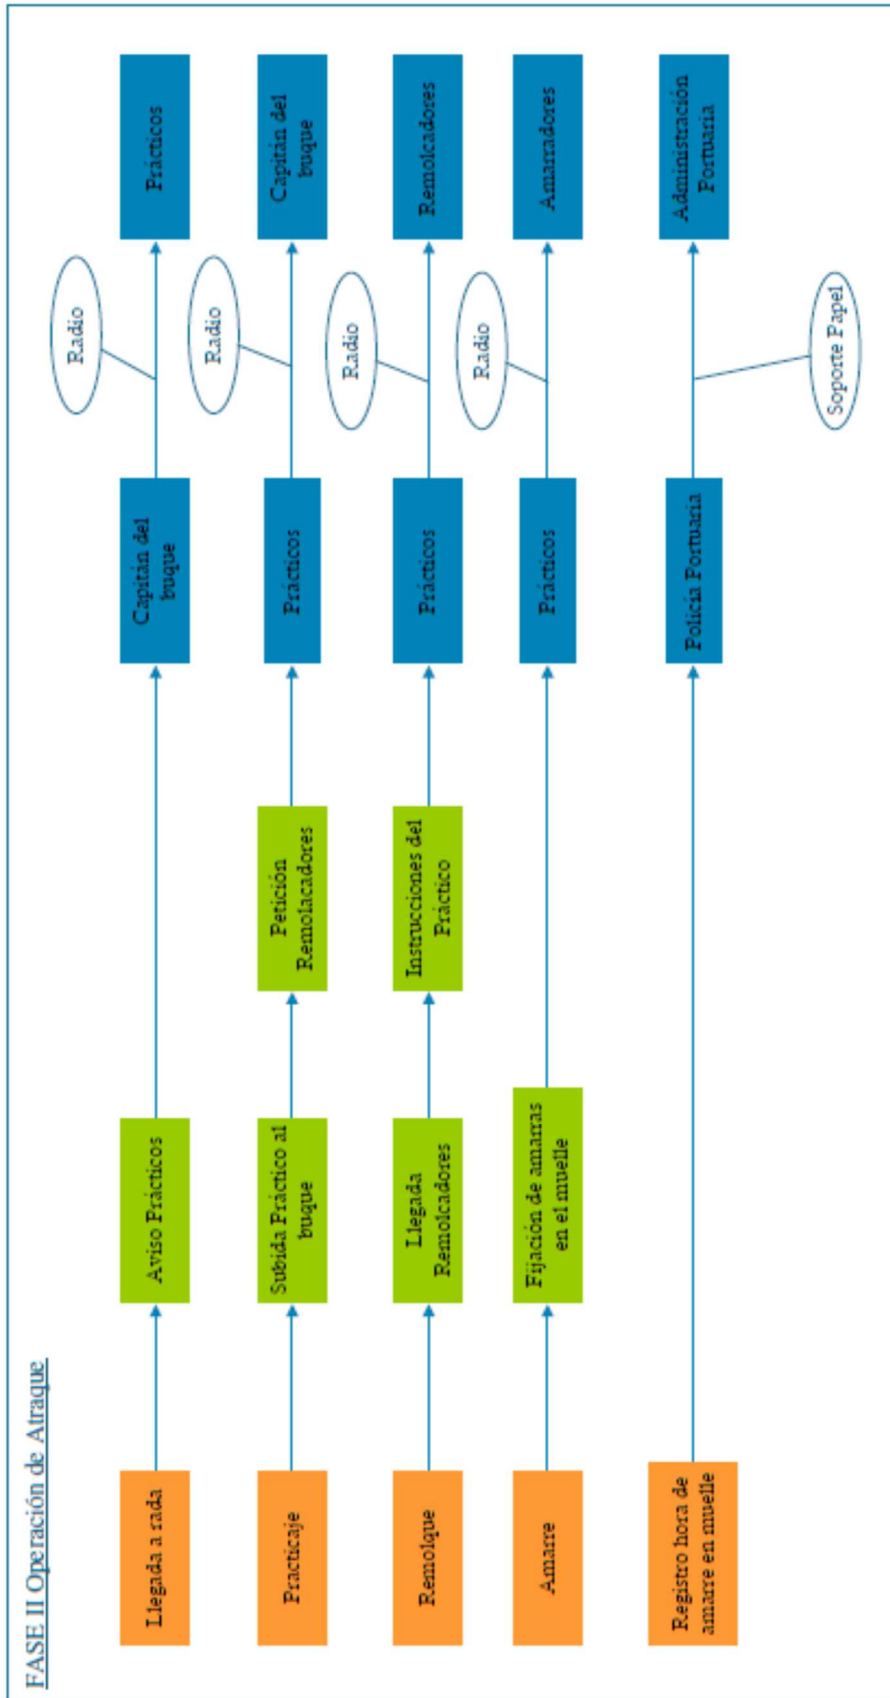 FASE II Operación de Atraque
Llegada a rada
Aviso Prácticos
Capitán del
buque
Radio
Prácticos
Practicaje
Subida Práctico al
buque
Petición
Remolacadores
Prácticos
Radio
Capitán del
buque
Remolque
Llegada
Remolcadores
Instrucciones del
Práctico
Prácticos
Radio
Remolcadores
Amarre
Fijación de amarras
en el muelle
Prácticos
Radio
Amarradores
Registro hora de
amarre en muelle
Policía Portuaria
Soporte Papel
Administración
Portuaria